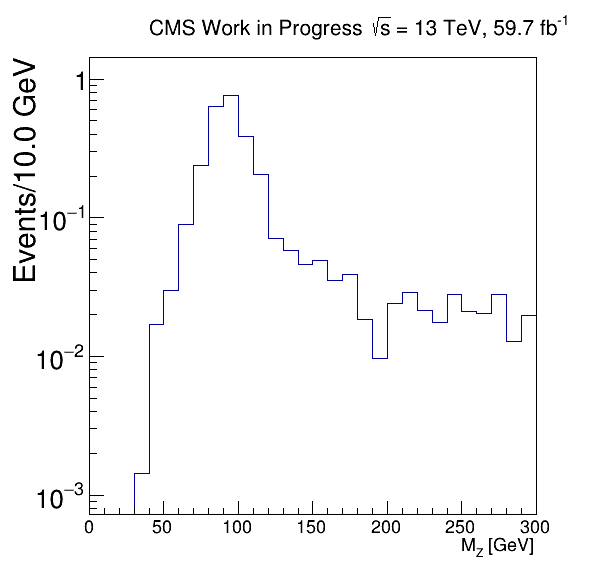 CMS Work in Progress √s = 13 TeV, 59.7 fb⁻¹
Events/10.0 GeV
1
10⁻¹
10⁻²
10⁻³
0 50 100 150 200 250 300
M_Z [GeV]